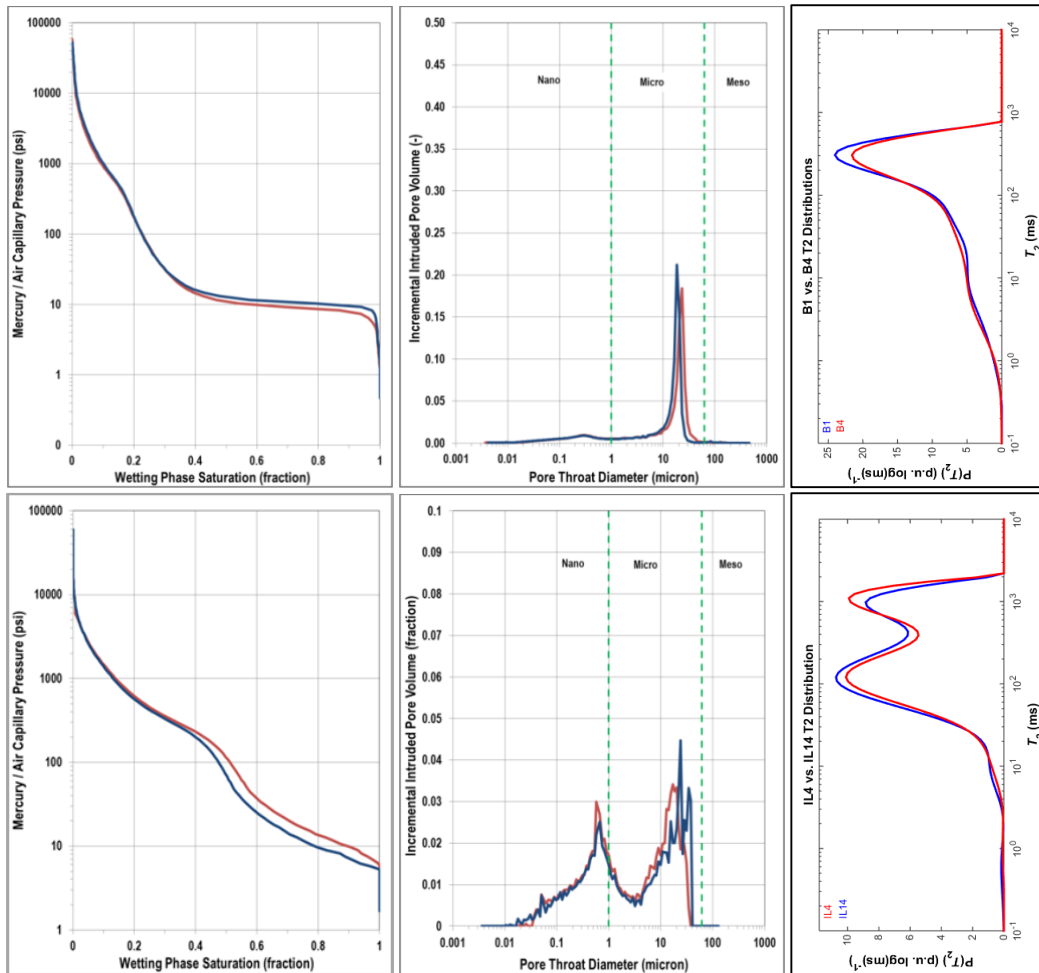 100000
10000
1000
100
10
1
0
0 0.2 0.4 0.6 0.8 1
Mercury / Air Capillary Pressure (psi)
Wetting Phase Saturation (fraction)
0.50
0.45
0.40
0.35
0.30
0.25
0.20
0.15
0.10
0.05
0.00
Nano Micro Meso
0.001 0.01 0.1 1 10 100 1000
Incremental Intruded Pore Volume (-)
Pore Throat Diameter (micron)
B1 vs. B4 T2 Distributions
B1
B4
25
20
15
10
5
0
P(T₂) (p.u. log(ms)⁻¹)
10⁻¹ 10⁰ 10¹ 10² 10³ 10⁴
T₂ (ms)
100000
10000
1000
100
10
1
0 0.2 0.4 0.6 0.8 1
Mercury / Air Capillary Pressure (psi)
Wetting Phase Saturation (fraction)
0.1
0.09
0.08
0.07
0.06
0.05
0.04
0.03
0.02
0.01
0
Nano Micro Meso
0.001 0.01 0.1 1 10 100 1000
Incremental Intruded Pore Volume (fraction)
Pore Throat Diameter (micron)
IL4 vs. IL14 T2 Distribution
IL4
IL14
10
8
6
4
2
0
P(T₂) (p.u. log(ms)⁻¹)
10⁻¹ 10⁰ 10¹ 10² 10³ 10⁴
T₂ (ms)